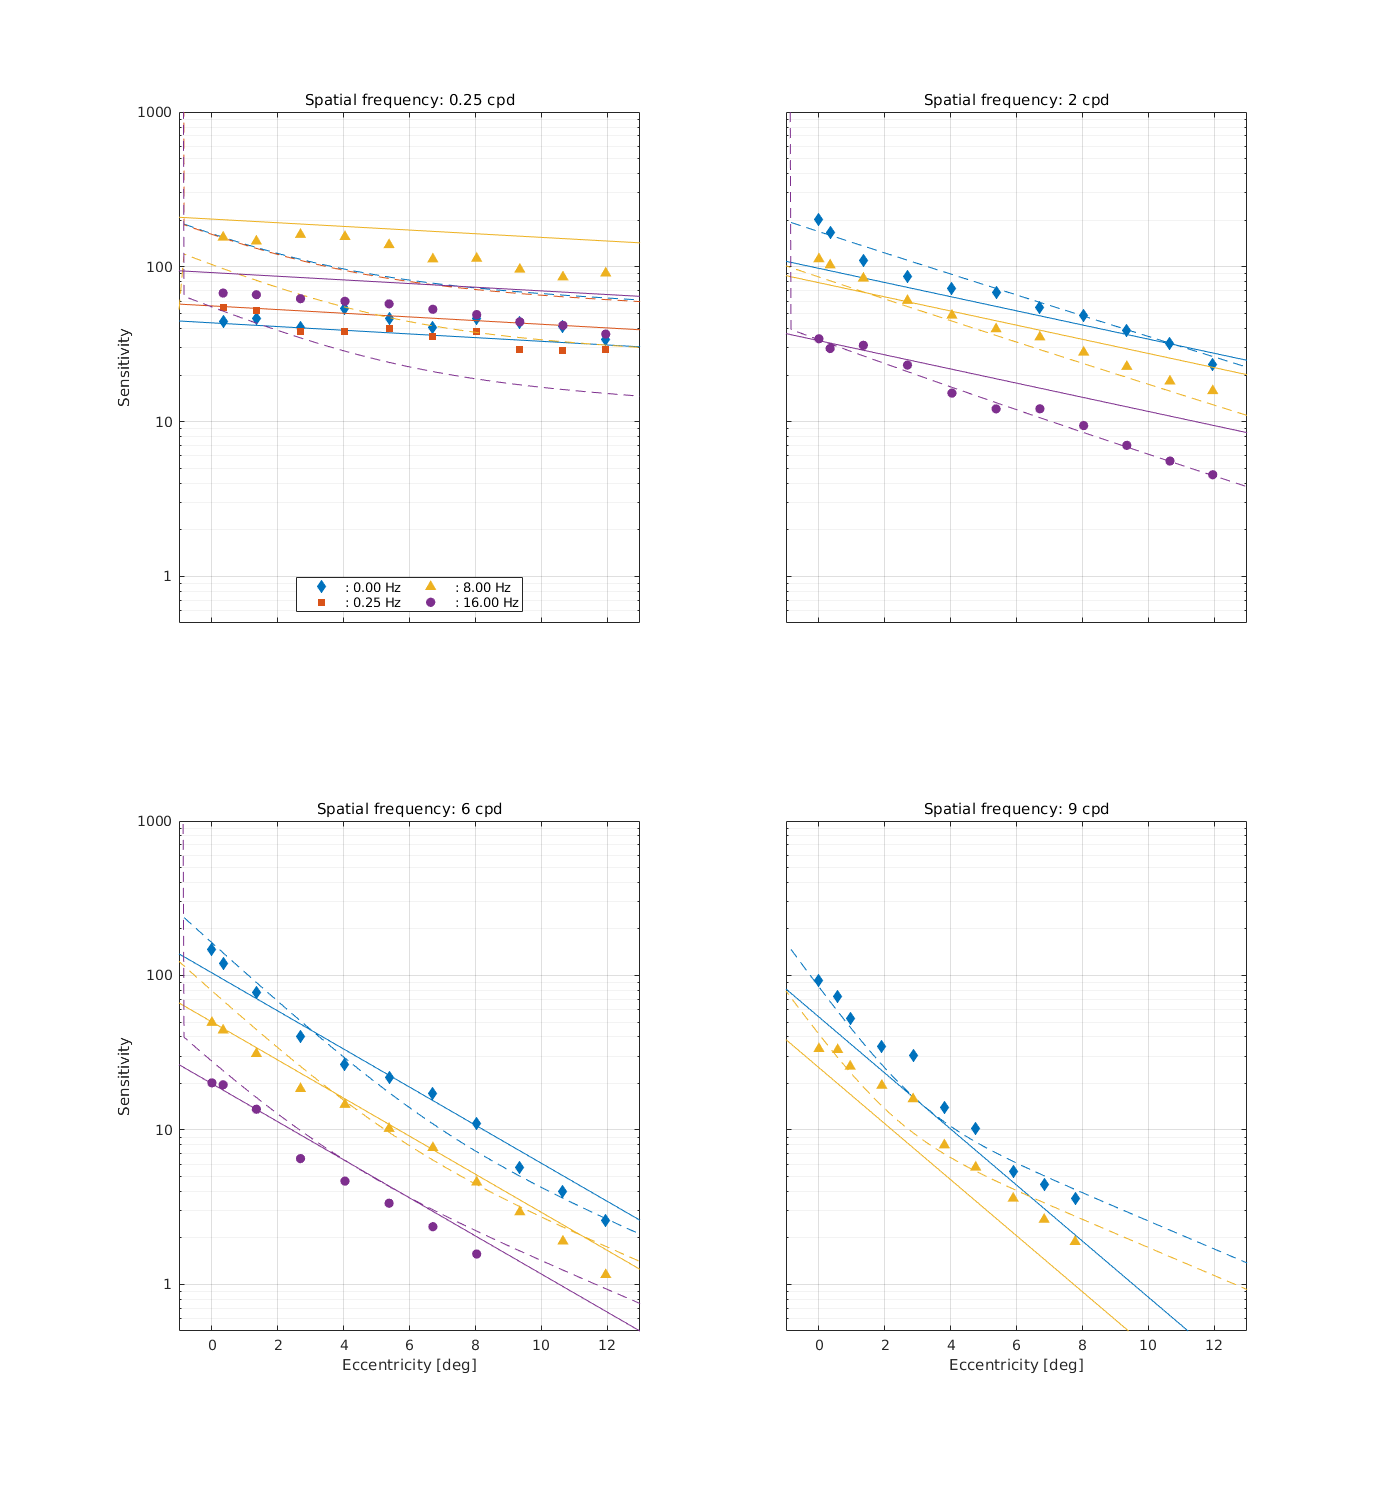 Spatial frequency: 0.25 cpd
Spatial frequency: 2 cpd
1000
100
10
1
Sensitivity
: 0.00 Hz
: 8.00 Hz
: 0.25 Hz
: 16.00 Hz
Spatial frequency: 6 cpd
Spatial frequency: 9 cpd
1000
100
10
1
Sensitivity
0 2 4 6 8 10 12
0 2 4 6 8 10 12
Eccentricity [deg]
Eccentricity [deg]